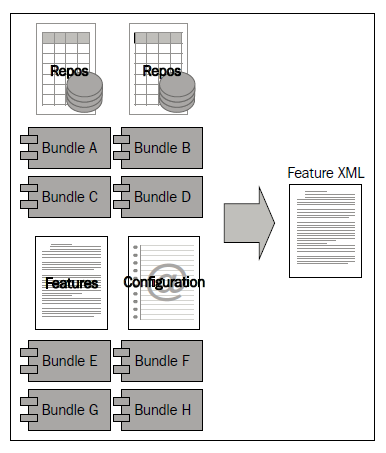 Repos Repos
Bundle A Bundle B
Feature XML
Bundle C Bundle D
Features Configuration
@
Bundle E Bundle F
Bundle G Bundle H